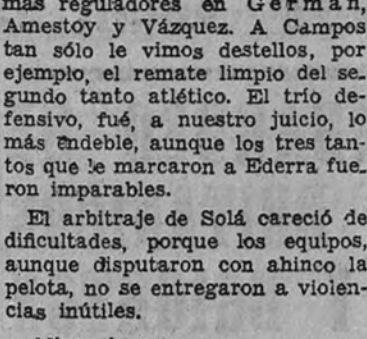 más reguladores en Germán,
Amestoy y Vázquez. A Campos
tan sólo le vimos destellos, por
ejemplo, el remate limpio del se-
gundo tanto atlético. El trío de-
fensivo, fué, a nuestro juicio, lo
más endeble, aunque los tres tan-
tos que le marcaron a Ederra fue-
ron imparables.
El arbitraje de Solá careció de
dificultades, porque los equipos,
aunque disputaron con ahinco la
pelota, no se entregaron a violen-
cias inútiles.